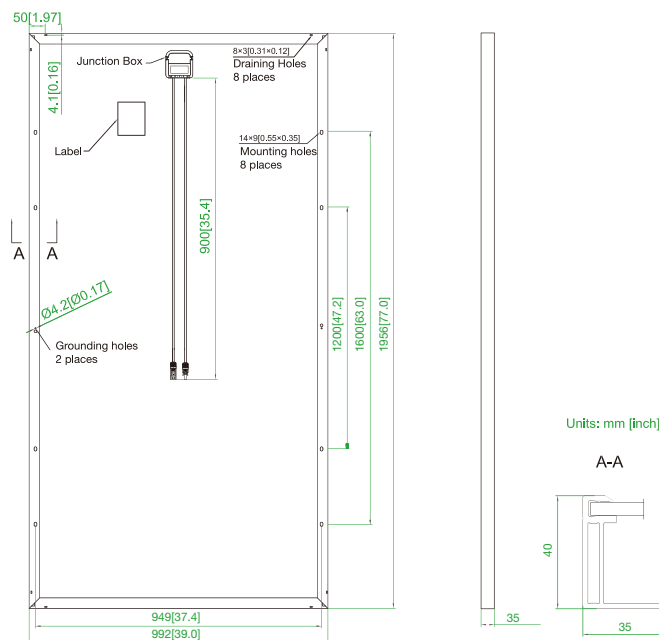 50[1.97]
4.1[0.16]
Junction Box
8×3[0.31×0.12]
Draining Holes
8 places
Label
14×9[0.55×0.35]
Mounting holes
8 places
900[35.4]
A A
Ø4.2[Ø0.17]
Grounding holes
2 places
1200[47.2]
1600[63.0]
1956[77.0]
949[37.4]
992[39.0]
35
Units: mm [inch]
A-A
40
35